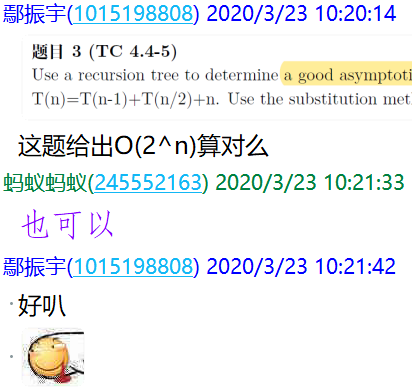 鄢振宇(1015198808) 2020/3/23 10:20:14
题目 3 (TC 4.4-5)
Use a recursion tree to determine a good asymptoti
T(n)=T(n-1)+T(n/2)+n. Use the substitution met
这题给出O(2^n)算对么
蚂蚁蚂蚁(245552163) 2020/3/23 10:21:33
也可以
鄢振宇(1015198808) 2020/3/23 10:21:42
好叭